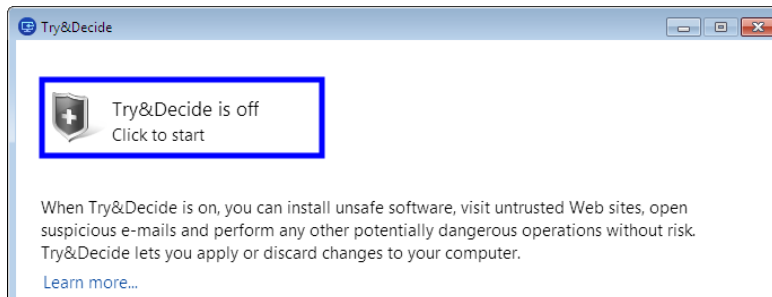 Try&Decide
Try&Decide is off
Click to start
When Try&Decide is on, you can install unsafe software, visit untrusted Web sites, open
suspicious e-mails and perform any other potentially dangerous operations without risk.
Try&Decide lets you apply or discard changes to your computer.
Learn more...